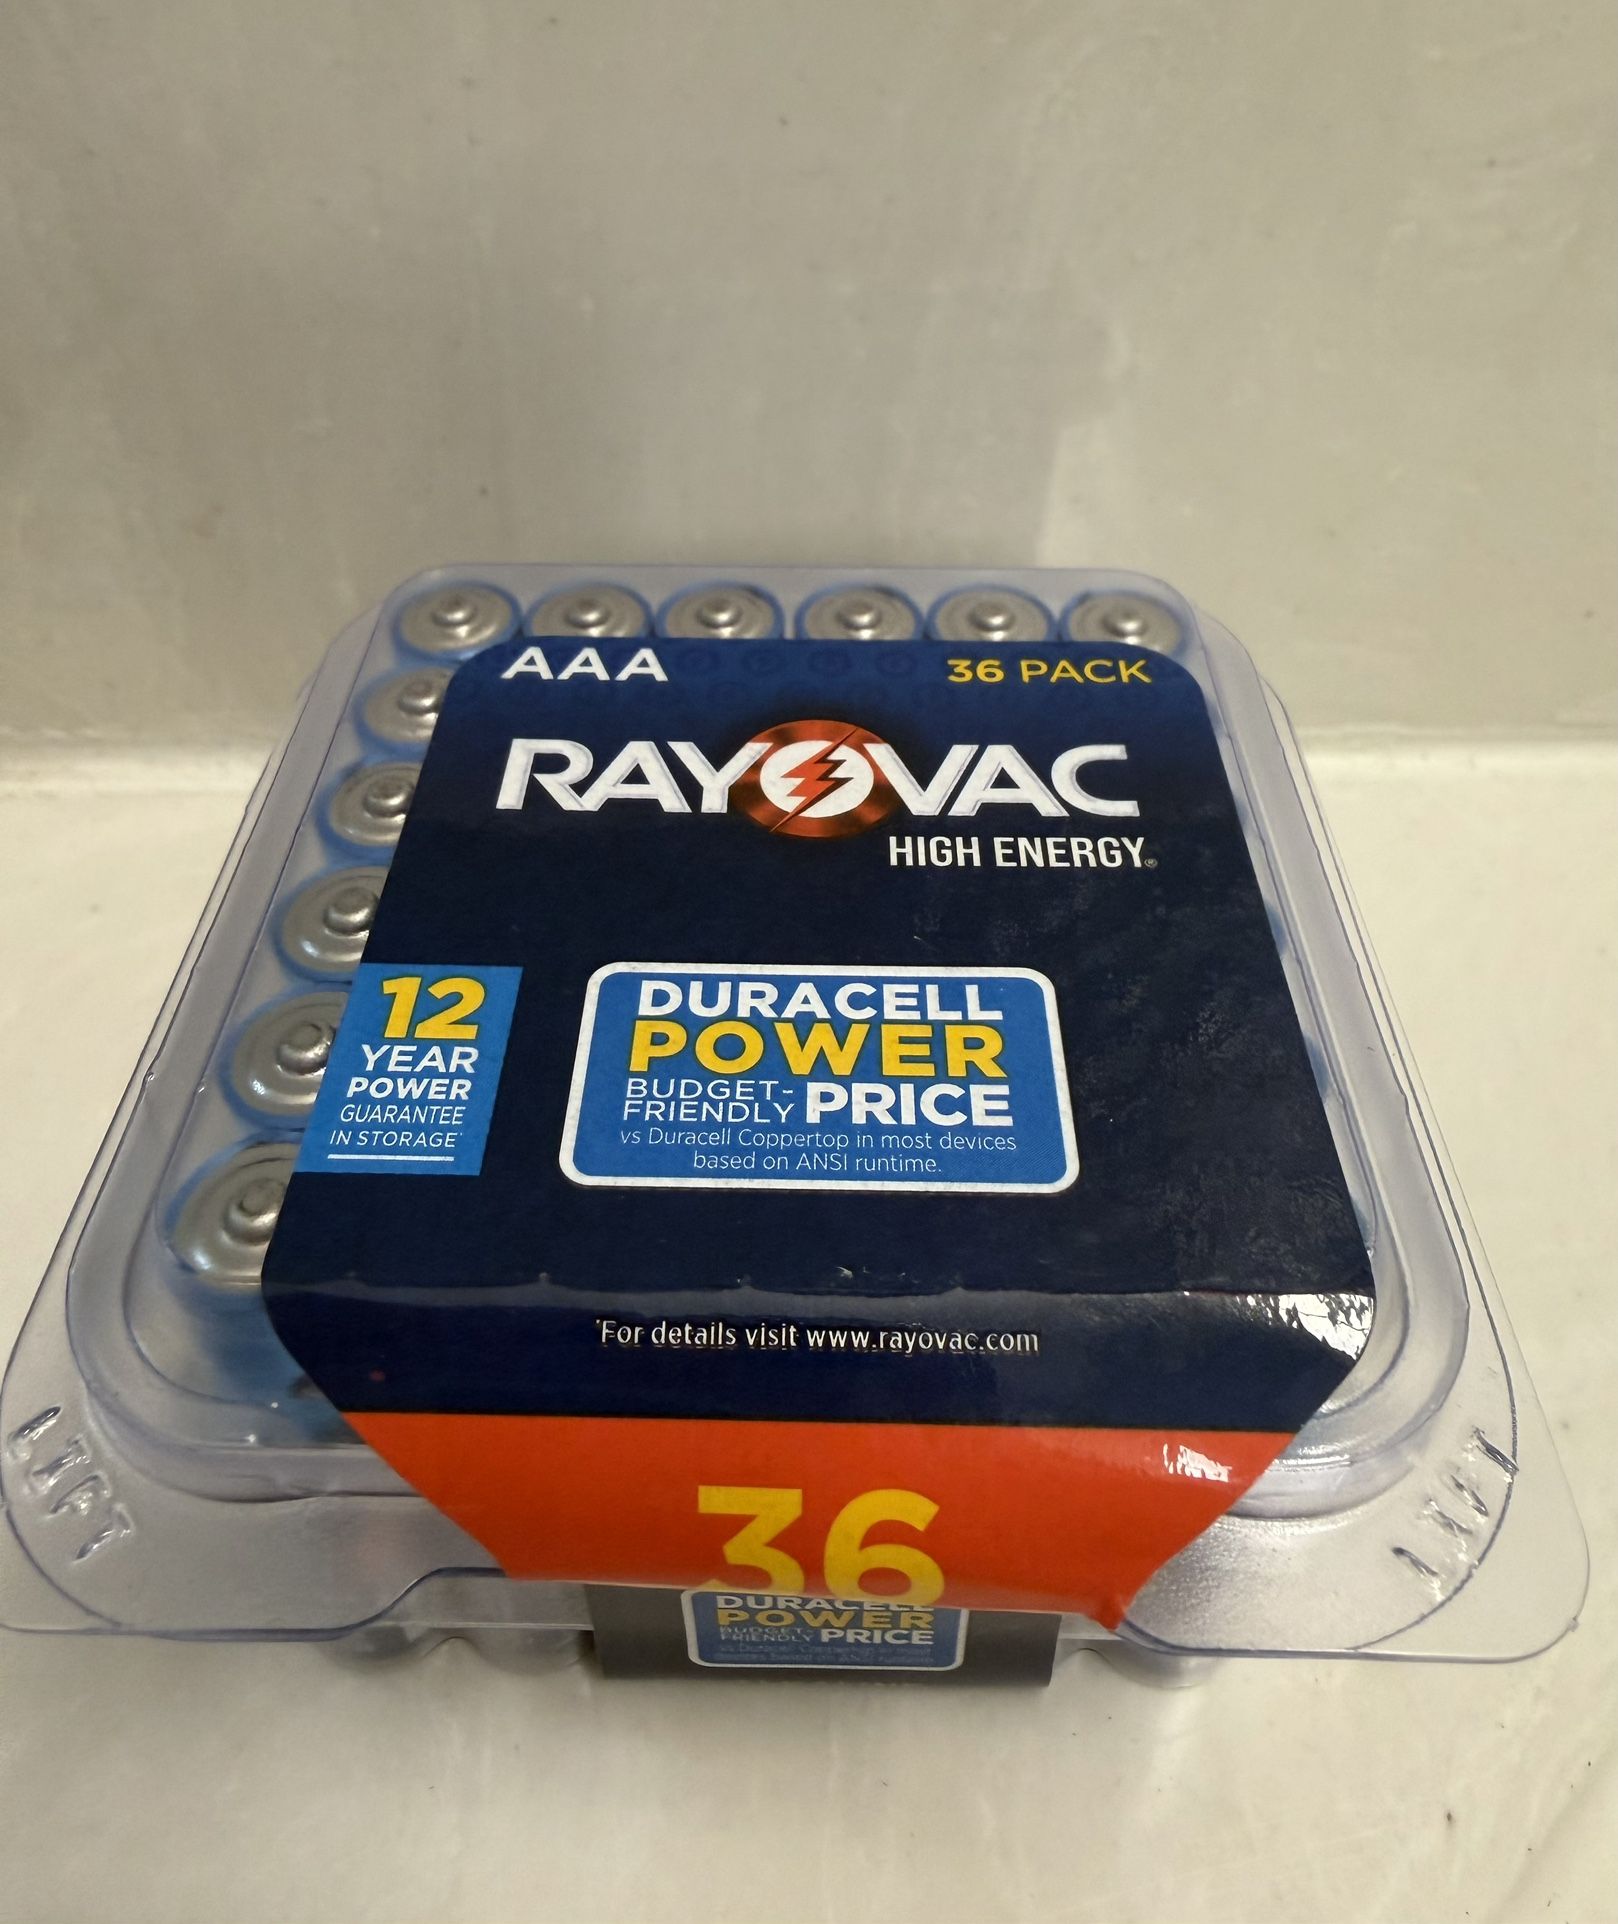 AAA 36 PACK
RAYOVAC
HIGH ENERGY®
12
YEAR
POWER
GUARANTEE
IN STORAGE*
DURACELL
POWER
BUDGET-
FRIENDLY PRICE
vs Duracell Coppertop in most devices
based on ANSI runtime.
*For details visit www.rayovac.com
LIFT
36
DURACELL
POWER
BUDGET-
FRIENDLY PRICE